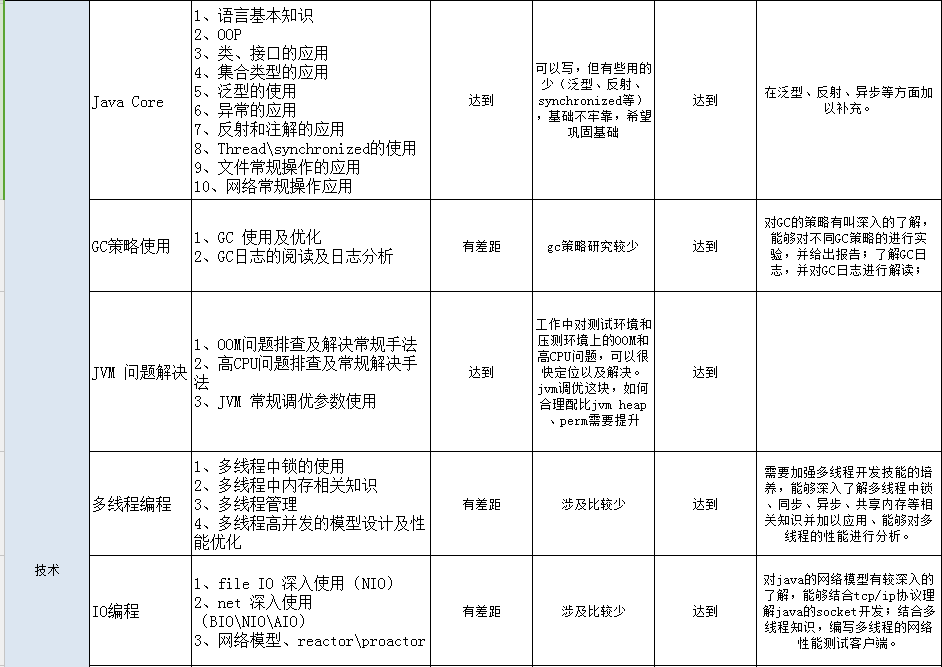 技术
Java Core
1、语言基本知识
2、OOP
3、类、接口的应用
4、集合类型的应用
5、泛型的使用
6、异常的应用
7、反射和注解的应用
8、Thread\synchronized的使用
9、文件常规操作的应用
10、网络常规操作应用
达到
可以写，但有些用的
少（泛型、反射、
synchronized等）
，基础不牢靠，希望
巩固基础
达到
在泛型、反射、异步等方面加
以补充。
GC策略使用
1、GC 使用及优化
2、GC日志的阅读及日志分析
有差距
gc策略研究较少
达到
对GC的策略有叫深入的了解，
能够对不同GC策略的进行实
验，并给出报告；了解GC日
志，并对GC日志进行解读；
JVM 问题解决
1、OOM问题排查及解决常规手法
2、高CPU问题排查及常规解决手
法
3、JVM 常规调优参数使用
达到
工作中对测试环境和
压测环境上的OOM和
高CPU问题，可以很
快定位以及解决。
jvm调优这块，如何
合理配比jvm heap
、perm需要提升
达到
多线程编程
1、多线程中锁的使用
2、多线程中内存相关知识
3、多线程管理
4、多线程高并发的模型设计及性
能优化
有差距
涉及比较少
达到
需要加强多线程开发技能的培
养，能够深入了解多线程中锁
、同步、异步、共享内存等相
关知识并加以应用、能够对多
线程的性能进行分析。
IO编程
1、file IO 深入使用（NIO）
2、net 深入使用
（BIO\NIO\AIO）
3、网络模型、reactor\proactor
有差距
涉及比较少
达到
对java的网络模型有较深入的
了解，能够结合tcp/ip协议理
解java的socket开发；结合多
线程知识，编写多线程的网络
性能测试客户端。